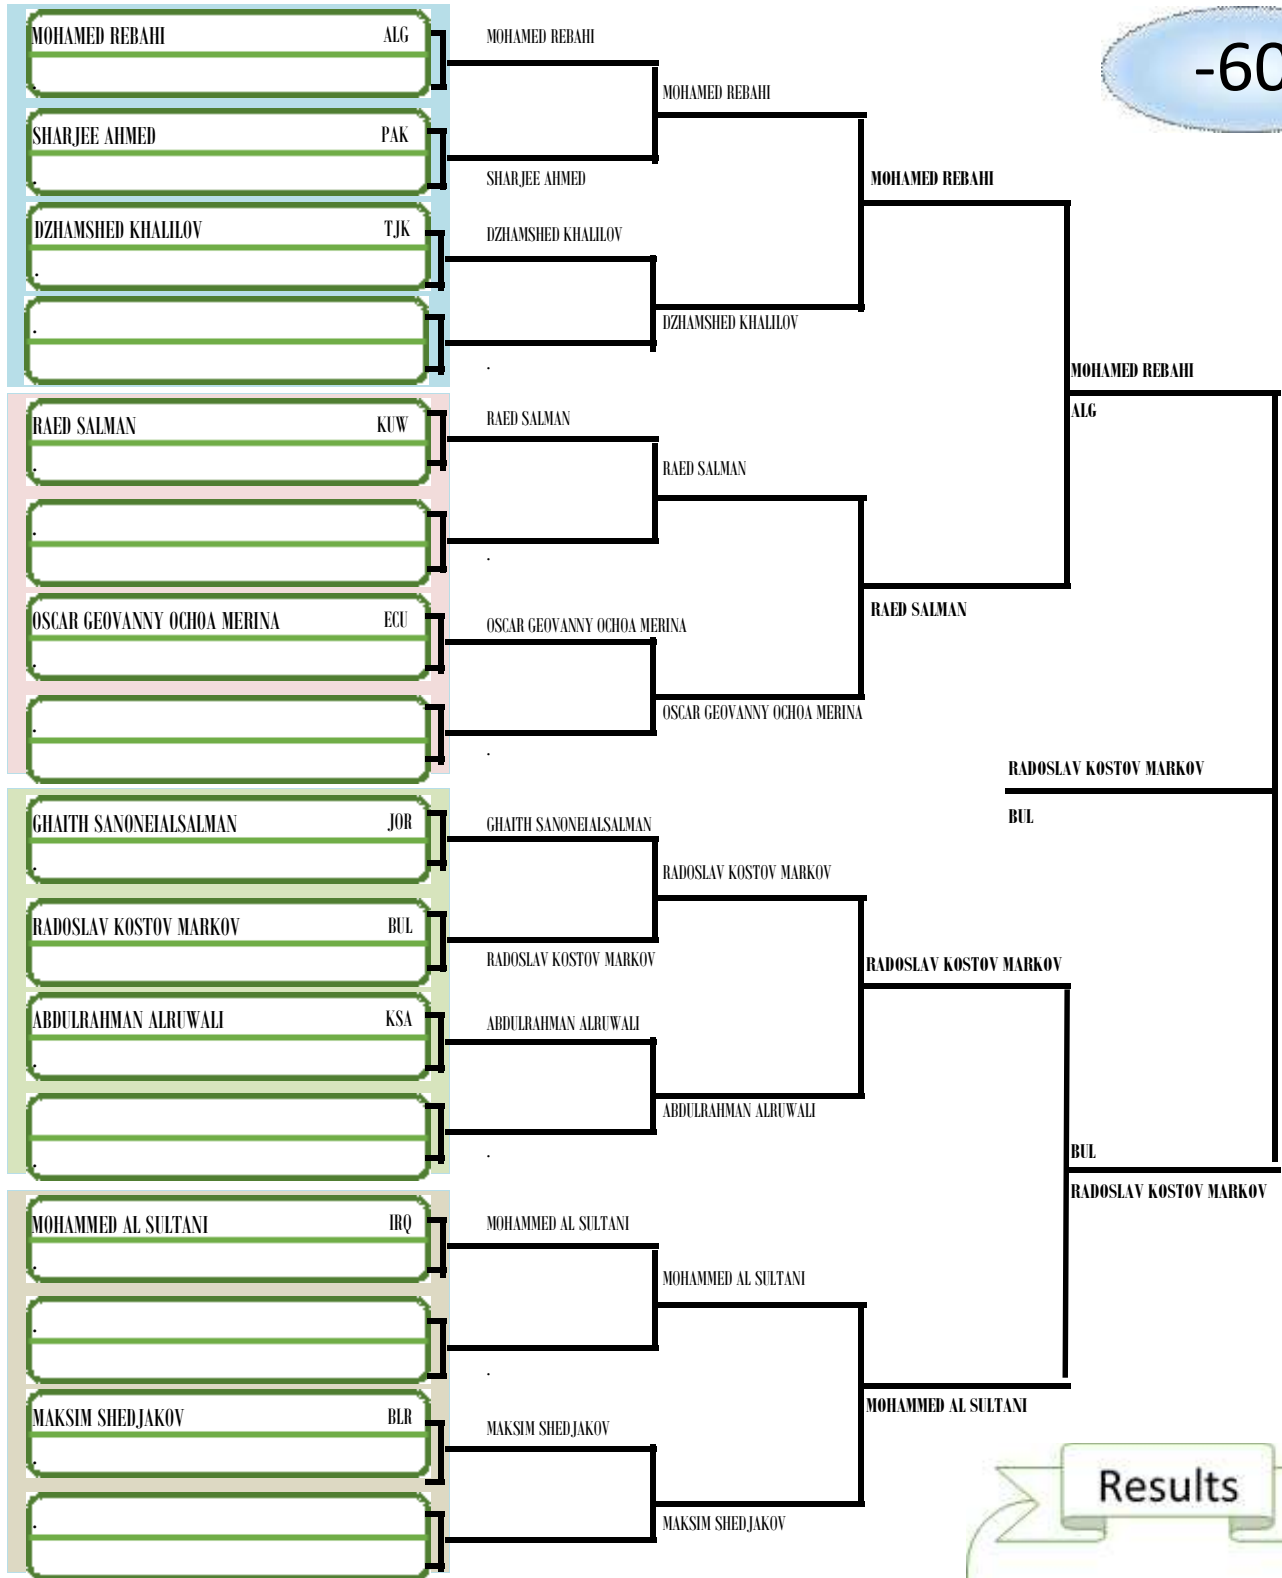 MOHAMED REBAHI ALG
.
SHARJEE AHMED PAK
.
DZHAMSHED KHALILOV TJK
.
.
RAED SALMAN KUW
.
.
OSCAR GEOVANNY OCHOA MERINA ECU
.
.
GHAITH SANONEIALSALMAN JOR
.
RADOSLAV KOSTOV MARKOV BUL
ABDULRAHMAN ALRUWALI KSA
.
.
MOHAMMED AL SULTANI IRQ
.
.
MAKSIM SHEDJAKOV BLR
.
.
MOHAMED REBAHI
SHARJEE AHMED
DZHAMSHED KHALILOV
.
RAED SALMAN
.
OSCAR GEOVANNY OCHOA MERINA
.
GHAITH SANONEIALSALMAN
RADOSLAV KOSTOV MARKOV
ABDULRAHMAN ALRUWALI
.
MOHAMMED AL SULTANI
.
MAKSIM SHEDJAKOV
MOHAMED REBAHI
DZHAMSHED KHALILOV
RAED SALMAN
OSCAR GEOVANNY OCHOA MERINA
RADOSLAV KOSTOV MARKOV
ABDULRAHMAN ALRUWALI
MOHAMMED AL SULTANI
MAKSIM SHEDJAKOV
MOHAMED REBAHI
RAED SALMAN
RADOSLAV KOSTOV MARKOV
MOHAMMED AL SULTANI
MOHAMED REBAHI
ALG
BUL
RADOSLAV KOSTOV MARKOV
RADOSLAV KOSTOV MARKOV
BUL
-60
Results